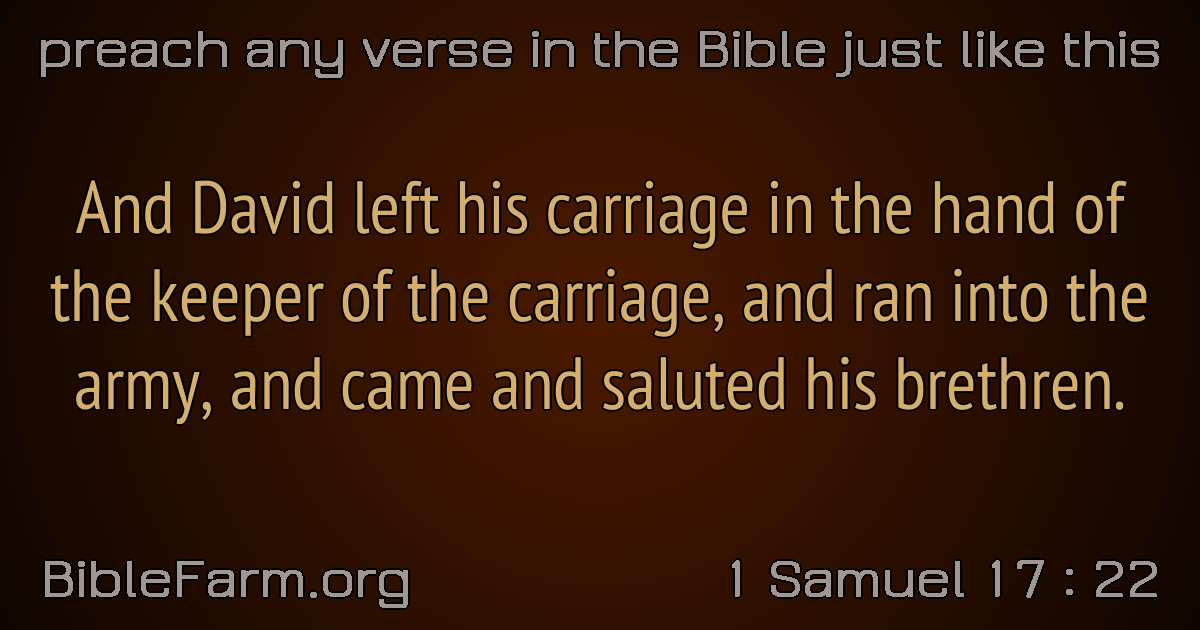 preach any verse in the Bible just like this
And David left his carriage in the hand of
the keeper of the carriage, and ran into the
army, and came and saluted his brethren.
BibleFarm.org 1 Samuel 17 : 22